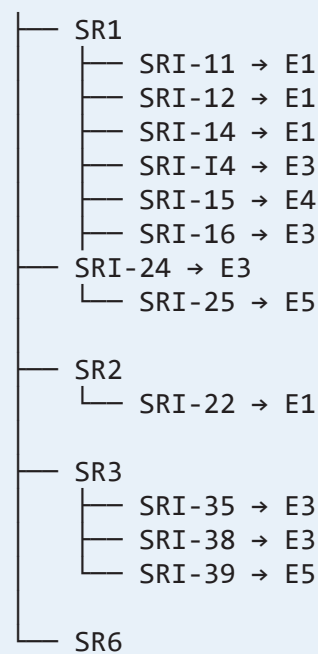 ├── SR1
│   ├── SRI-11 → E1
│   ├── SRI-12 → E1
│   ├── SRI-14 → E1
│   ├── SRI-I4 → E3
│   ├── SRI-15 → E4
│   ├── SRI-16 → E3
├── SRI-24 → E3
│   └── SRI-25 → E5
│
├── SR2
│   └── SRI-22 → E1
│
├── SR3
│   ├── SRI-35 → E3
│   ├── SRI-38 → E3
│   └── SRI-39 → E5
│
└── SR6